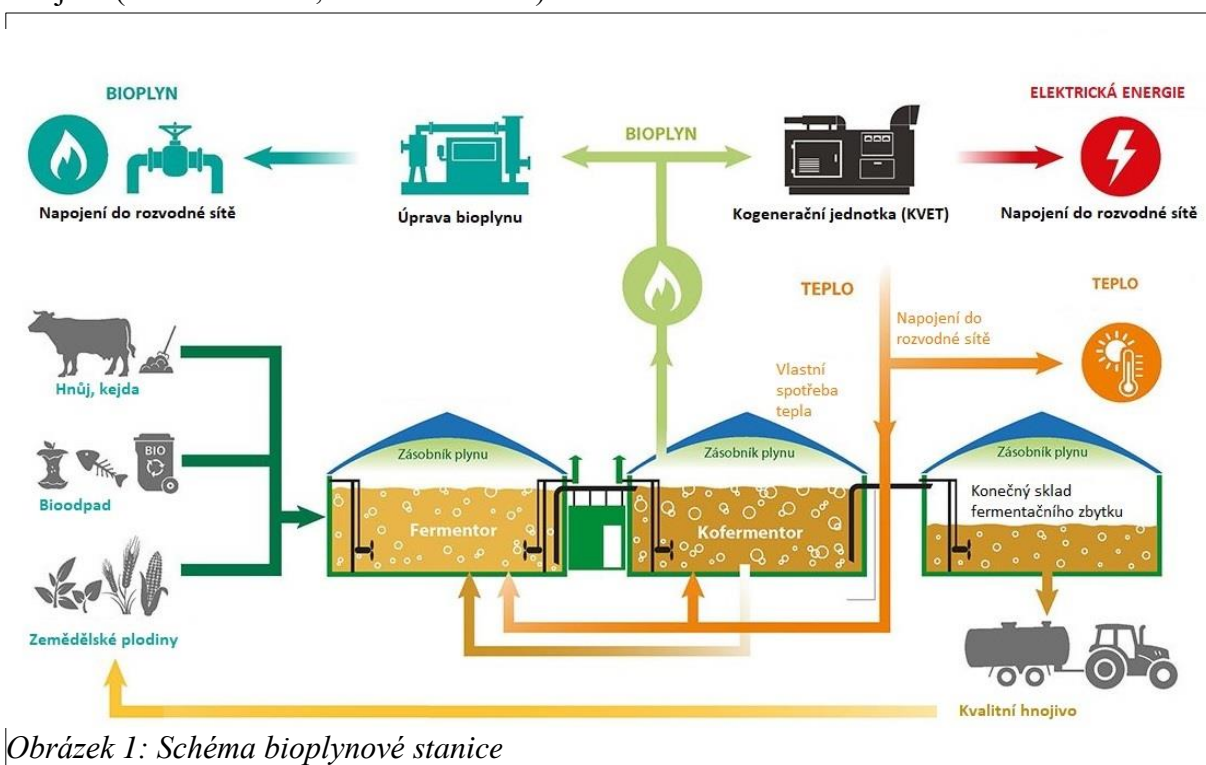 BIOPLYN
Napojení do rozvodné sítě
Úprava bioplynu
BIOPLYN
Kogenerační jednotka (KVET)
ELEKTRICKÁ ENERGIE
Napojení do rozvodné sítě
TEPLO
Napojení do
rozvodné sítě
TEPLO
Vlastní
spotřeba
tepla
Hnůj, kejda
BIO
Bioodpad
Zemědělské plodiny
Zásobník plynu
Fermentor
Zásobník plynu
Kofermentor
Zásobník plynu
Konečný sklad
fermentačního zbytku
Kvalitní hnojivo
Obrázek 1: Schéma bioplynové stanice